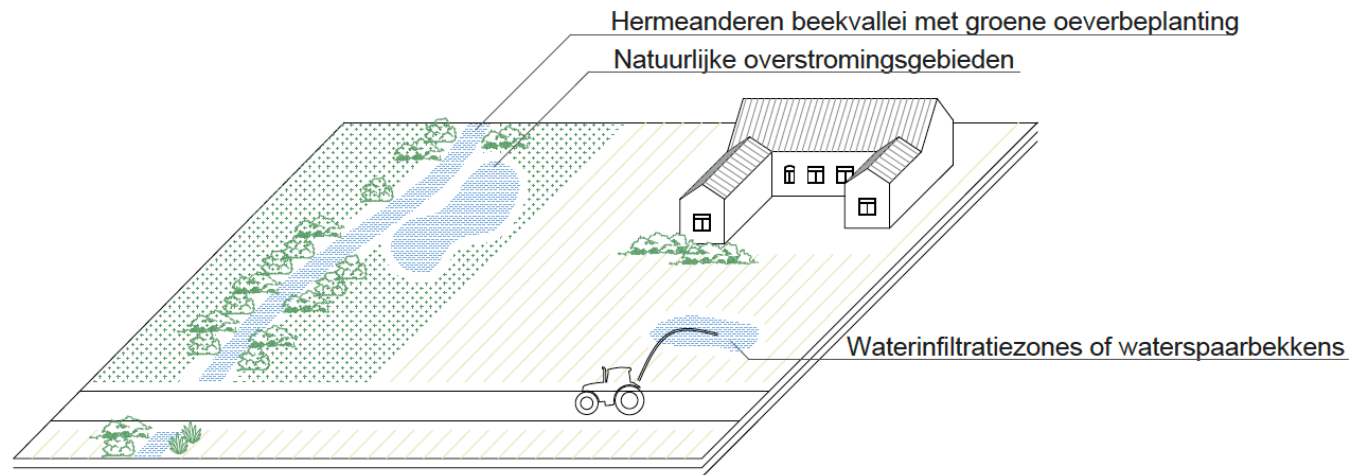 Hermeanderen beekvallei met groene oeverbeplanting
Natuurlijke overstromingsgebieden
Waterinfiltratiezones of waterspaarbekkens